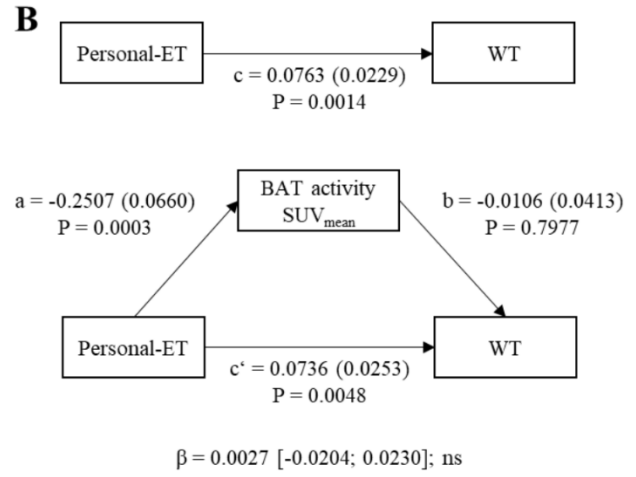 B
Personal-ET
WT
c = 0.0763 (0.0229)
P = 0.0014
a = -0.2507 (0.0660)
P = 0.0003
BAT activity
SUVmean
b = -0.0106 (0.0413)
P = 0.7977
Personal-ET
WT
c‘ = 0.0736 (0.0253)
P = 0.0048
β = 0.0027 [-0.0204; 0.0230]; ns